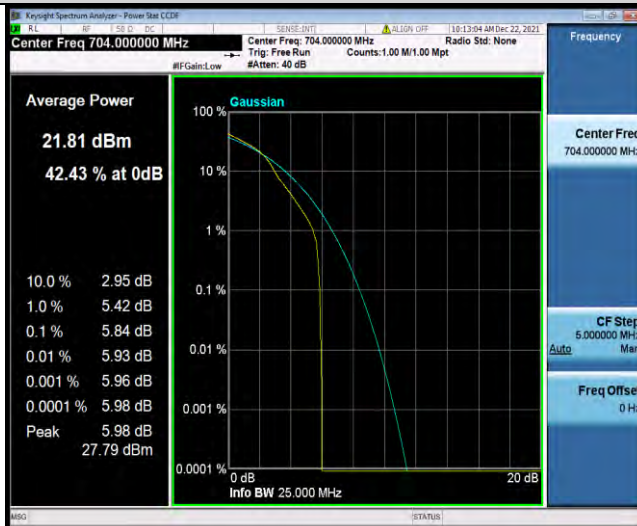 Keysight Spectrum Analyzer - Power Stat CCDF
RL RF 50 Ω DC SENSE:INT ALIGN OFF 10:13:04 AM Dec 22, 2021
Center Freq 704.000000 MHz
Center Freq: 704.000000 MHz Radio Std: None
Trig: Free Run Counts:1.00 M/1.00 Mpt
#IFGain:Low #Atten: 40 dB
Frequency
Average Power
21.81 dBm
42.43 % at 0dB
10.0 % 2.95 dB
1.0 % 5.42 dB
0.1 % 5.84 dB
0.01 % 5.93 dB
0.001 % 5.96 dB
0.0001 % 5.98 dB
Peak 5.98 dB
27.79 dBm
Gaussian
100 %
10 %
1 %
0.1 %
0.01 %
0.001 %
0.0001 %
0 dB 20 dB
Info BW 25.000 MHz
Center Freq
704.000000 MHz
CF Step
5.000000 MHz
Auto Man
Freq Offset
0 Hz
MSG STATUS